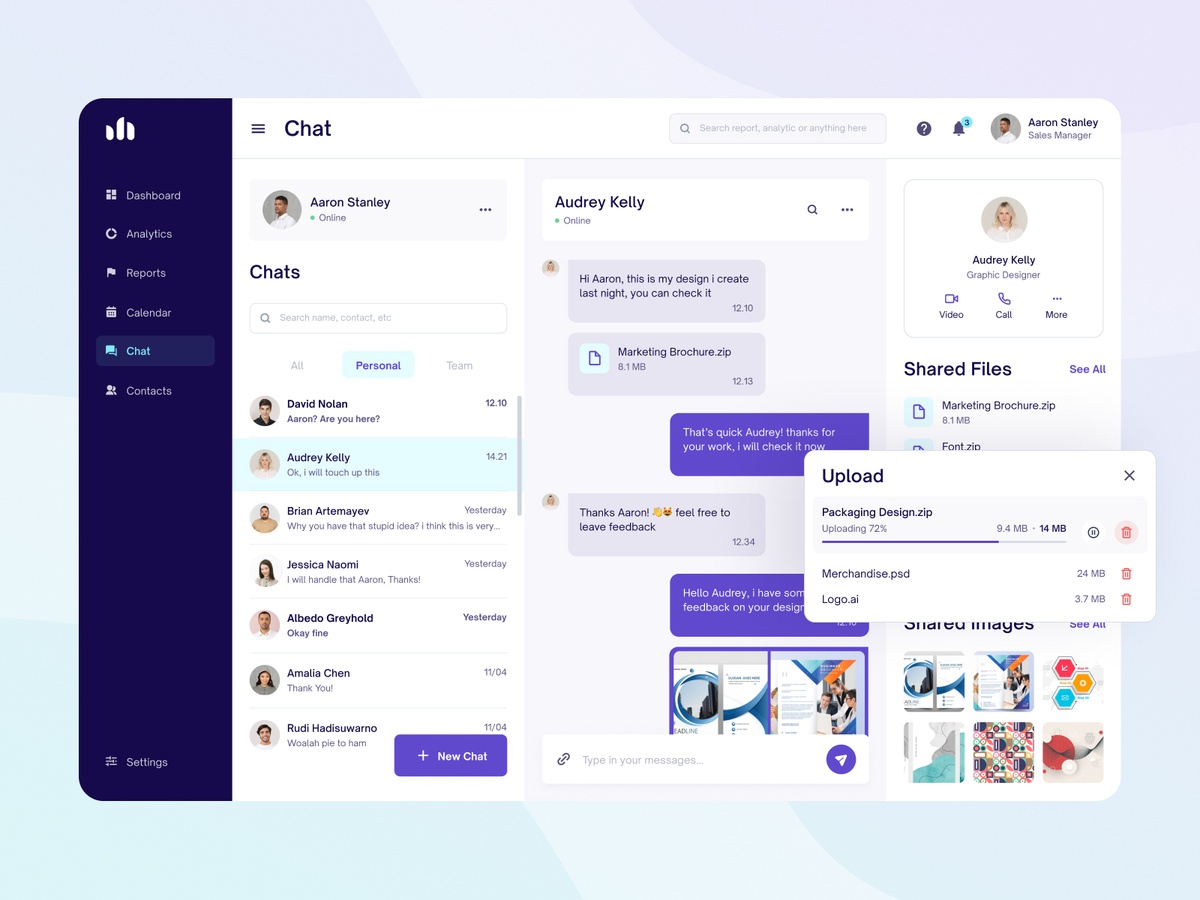 Chat
Search report, analytic or anything here
3
Aaron Stanley
Sales Manager
Dashboard
Analytics
Reports
Calendar
Chat
Contacts
Settings
Aaron Stanley
Online
Chats
Search name, contact, etc
All
Personal
Team
David Nolan
12.10
Aaron? Are you here?
Audrey Kelly
14.21
Ok, i will touch up this
Brian Artemayev
Yesterday
Why you have that stupid idea? i think this is very...
Jessica Naomi
Yesterday
I will handle that Aaron, Thanks!
Albedo Greyhold
Yesterday
Okay fine
Amalia Chen
11/04
Thank You!
Rudi Hadisuwarno
11/04
Woalah pie to ham
New Chat
Audrey Kelly
Online
Hi Aaron, this is my design i create
last night, you can check it
12.10
Marketing Brochure.zip
8.1 MB
12.13
That's quick Audrey! thanks for
your work, i will check it now
Thanks Aaron! 👏😻 feel free to
leave feedback
12.34
Hello Audrey, i have som
feedback on your design
12.10
Type in your messages...
Audrey Kelly
Graphic Designer
Video
Call
More
Shared Files
See All
Marketing Brochure.zip
8.1 MB
Font.zip
Upload
Packaging Design.zip
Uploading 72%
9.4 MB • 14 MB
Merchandise.psd
24 MB
Logo.ai
3.7 MB
Shared Images
See All